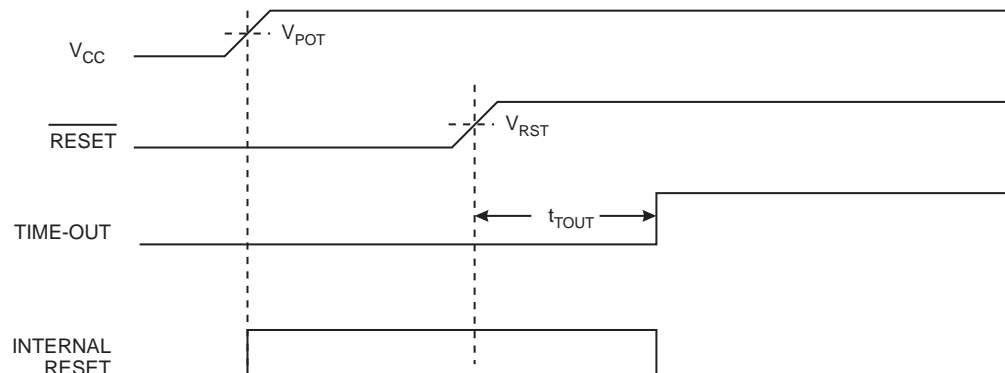 V_POT
V_CC
V_RST
RESET
t_TOUT
TIME-OUT
INTERNAL
RESET